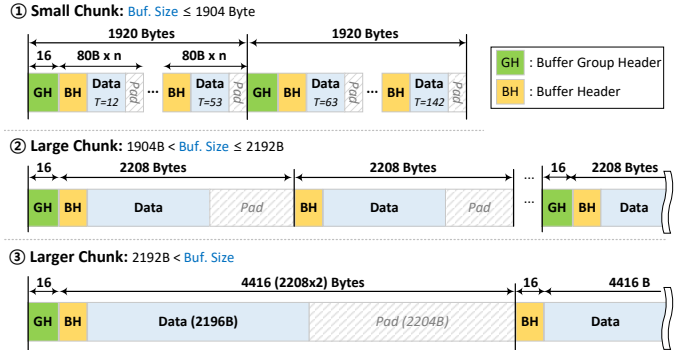 ① Small Chunk: Buf. Size ≤ 1904 Byte
1920 Bytes 1920 Bytes
16 80B x n 80B x n
GH BH Data T=12 Pad ... BH Data T=53 Pad GH BH Data T=63 Pad ... BH Data T=142
GH : Buffer Group Header
BH : Buffer Header
② Large Chunk: 1904B < Buf. Size ≤ 2192B
16 2208 Bytes 2208 Bytes ... 16 2208 Bytes
GH BH Data Pad BH Data Pad ... GH BH Data
③ Larger Chunk: 2192B < Buf. Size
16 4416 (2208x2) Bytes 16 4416 B
GH BH Data (2196B) Pad (2204B) BH Data